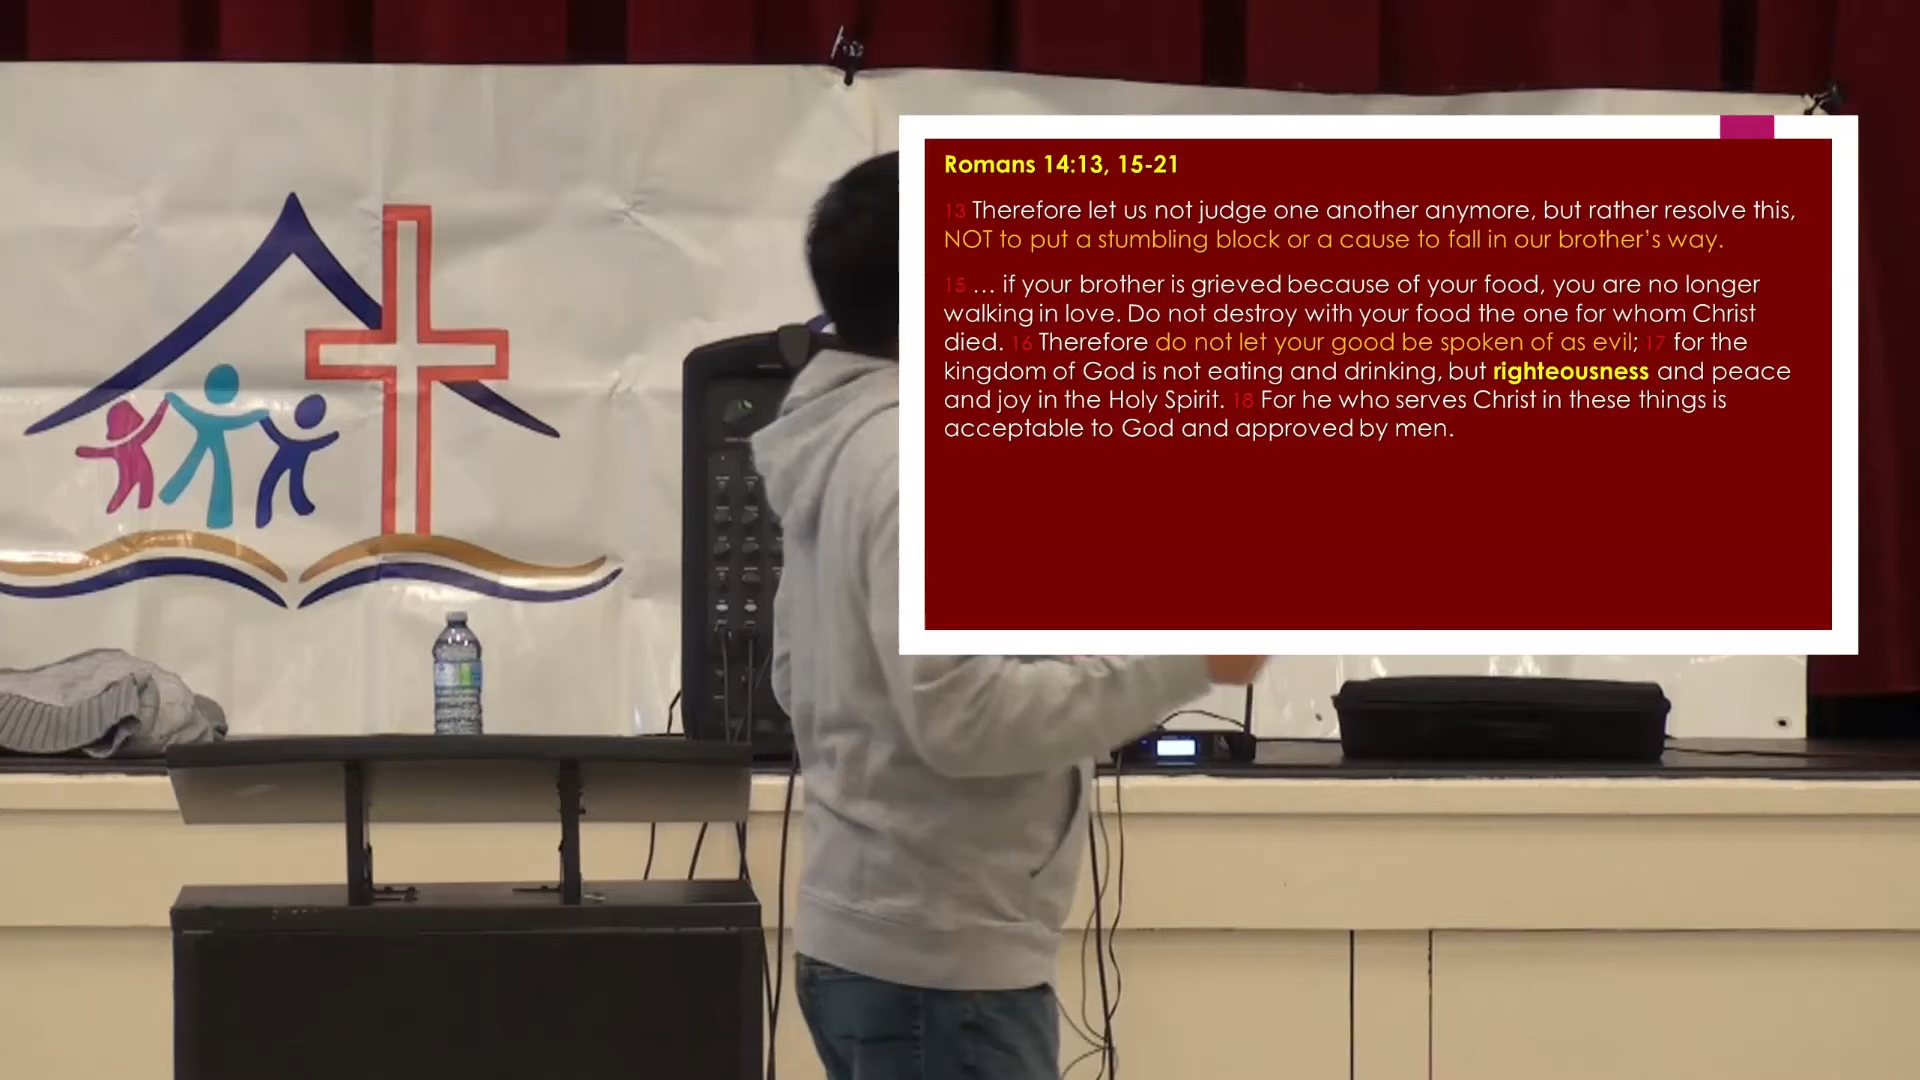 Romans 14:13, 15-21
13 Therefore let us not judge one another anymore, but rather resolve this,
NOT to put a stumbling block or a cause to fall in our brother’s way.
15 … if your brother is grieved because of your food, you are no longer
walking in love. Do not destroy with your food the one for whom Christ
died. 16 Therefore do not let your good be spoken of as evil; 17 for the
kingdom of God is not eating and drinking, but righteousness and peace
and joy in the Holy Spirit. 18 For he who serves Christ in these things is
acceptable to God and approved by men.